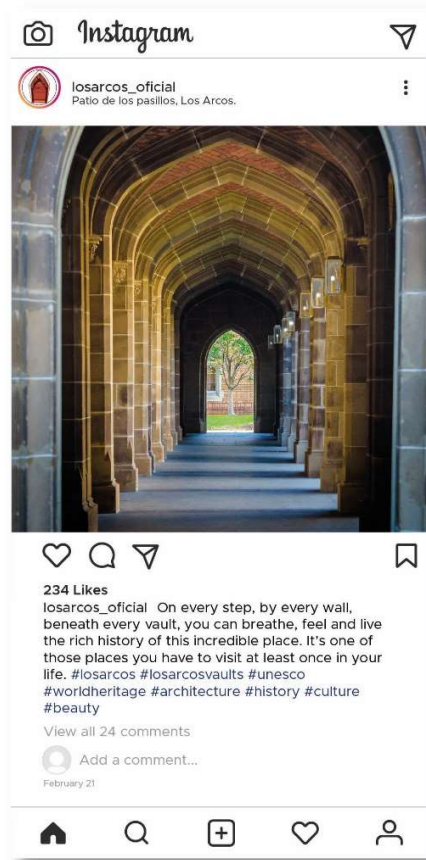 Instagram
losarcos_oficial
Patio de los pasillos, Los Arcos.
234 Likes
losarcos_oficial On every step, by every wall,
beneath every vault, you can breathe, feel and live
the rich history of this incredible place. It's one of
those places you have to visit at least once in your
life. #losarcos #losarcosvaults #unesco
#worldheritage #architecture #history #culture
#beauty
View all 24 comments
Add a comment...
February 21